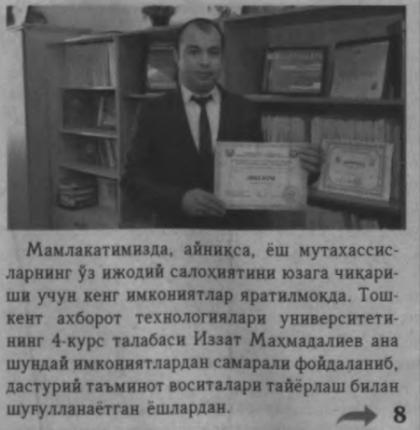 ДИПЛОМ
Мамлакатимизда, айниқса, ёш мутахассис-
ларнинг ўз ижодий салоҳиятини юзага чиқари-
ши учун кенг имкониятлар яратилмоқда. Тош-
кент ахборот технологиялари университети-
нинг 4-курс талабаси Иззат Маҳмадалиев ана
шундай имкониятлардан самарали фойдаланиб,
дастурий таъминот воситалари тайёрлаш билан
шуғулланаётган ёшлардан.
8